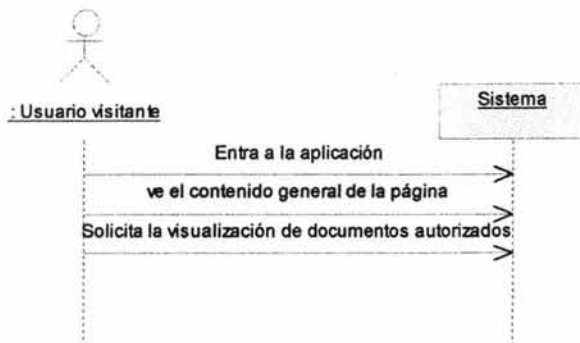 : Usuario visitante
Sistema
Entra a la aplicación
ve el contenido general de la página
Solicita la visualización de documentos autorizados